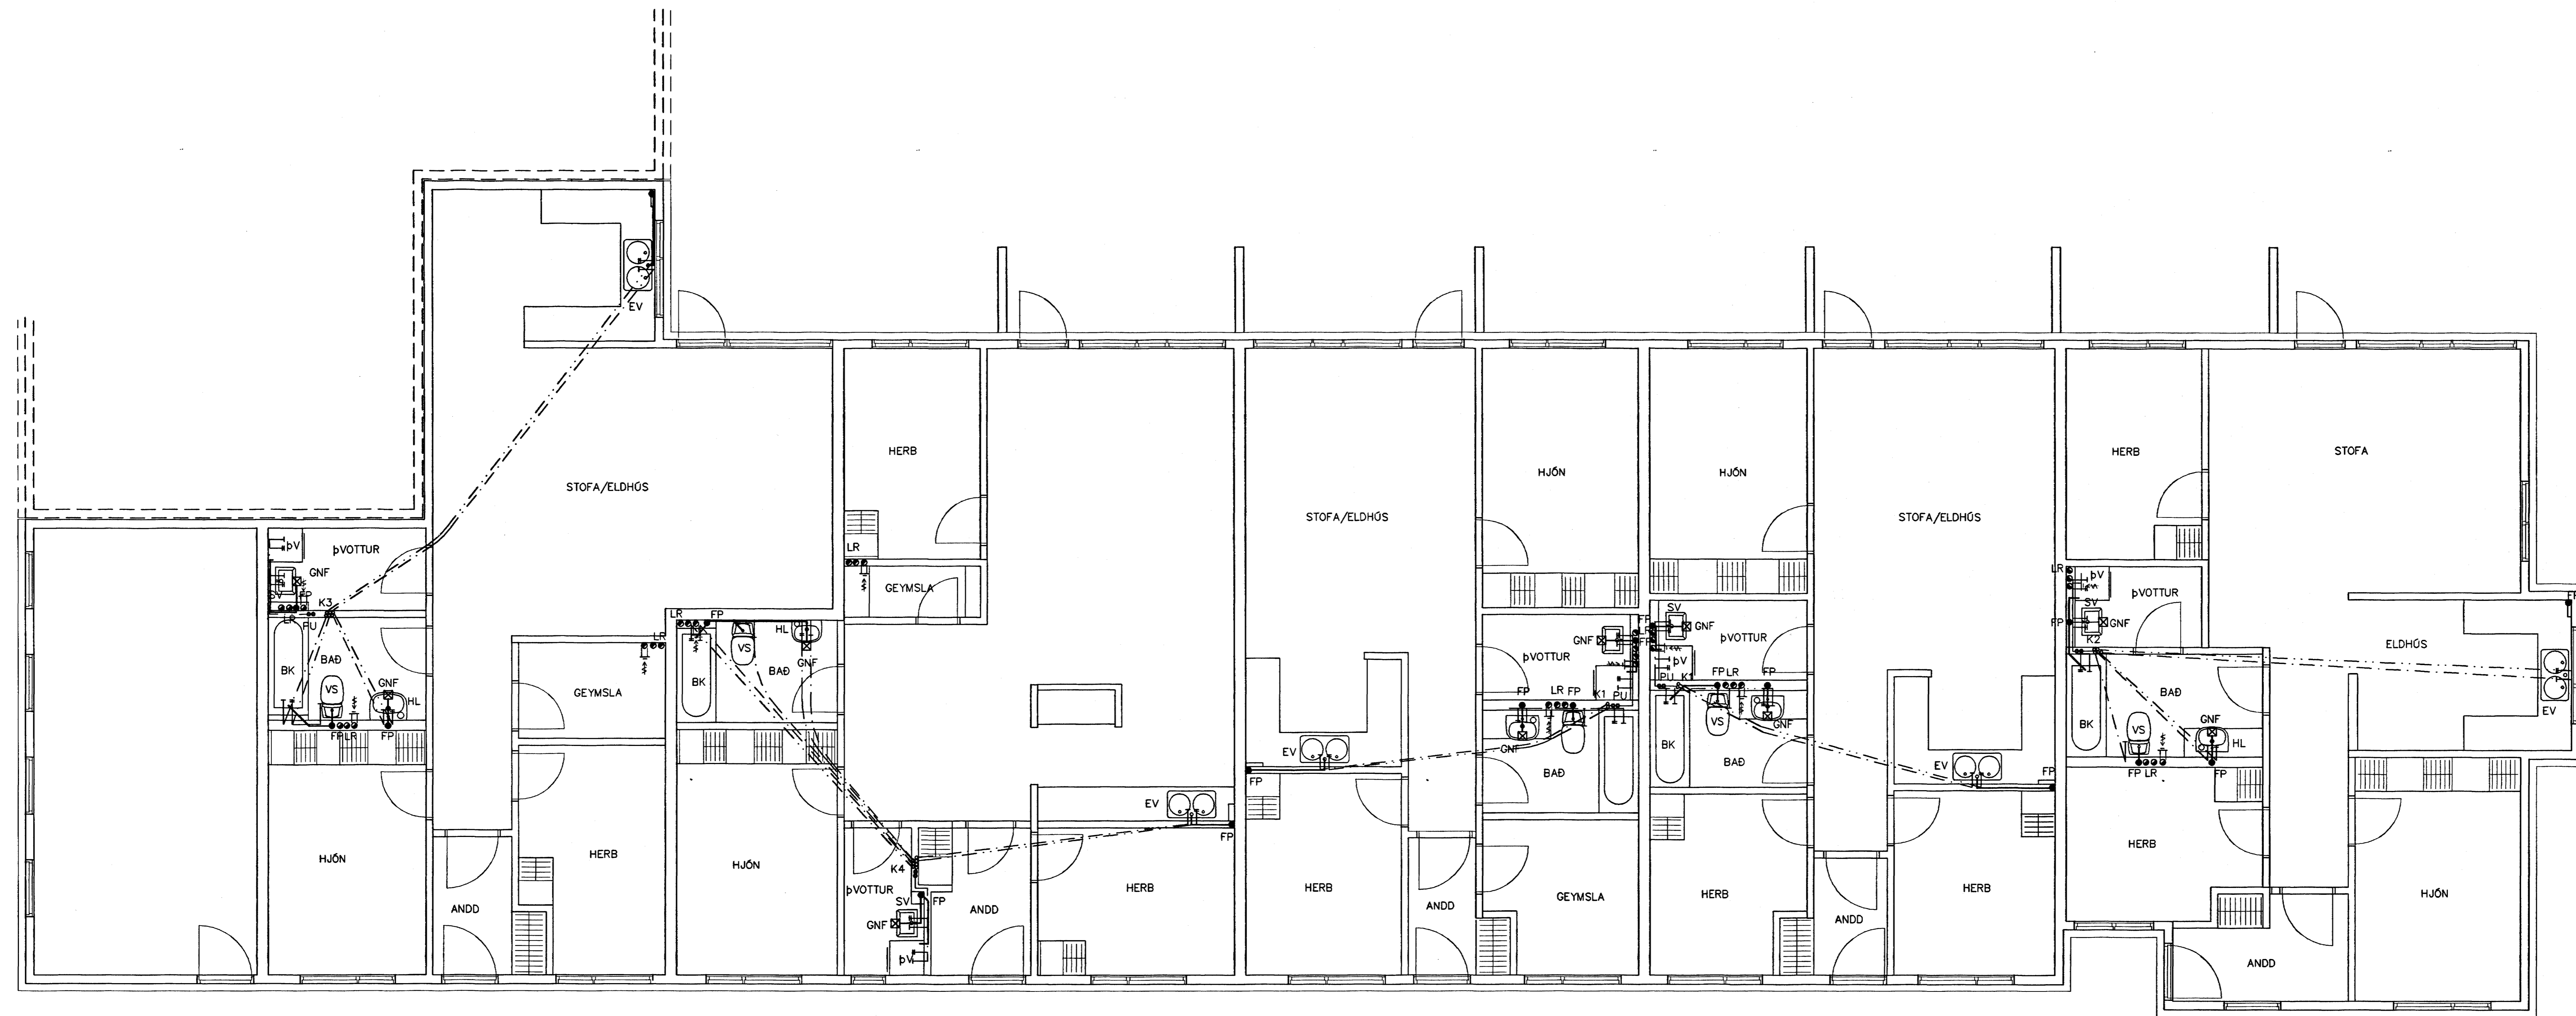 EV
STOFA/ELDHÚS
ÞV
ÞVOTTUR
GNF
SV
FP
LR
K3
PU
BK
BAÐ
VS
GNF
HL
FP LR
FP
HJÓN
ANDD
GEYMSLA
LR
HERB
LR
FP
BK
VS
BAÐ
HL
GNF
HJÓN
HERB
LR
GEYMSLA
EV
FP
K4
ÞVOTTUR
SV
FP
GNF
ÞV
ANDD
HERB
STOFA/ELDHÚS
EV
FP
HERB
ANDD
HJÓN
ÞVOTTUR
GNF
FP
LR
FP
FP
LR FP
K1
PU
GNF
BAÐ
GEYMSLA
HJÓN
SV
GNF
ÞVOTTUR
ÞV
PU
K1
FP LR
FP
VS
GNF
BK
BAÐ
HERB
STOFA/ELDHÚS
EV
FP
HERB
ANDD
HERB
LR
ÞV
ÞVOTTUR
SV
FP
GNF
K2
BAÐ
BK
VS
GNF
HL
FP LR
FP
HERB
STOFA
ELDHÚS
EV
HJÓN
ANDD